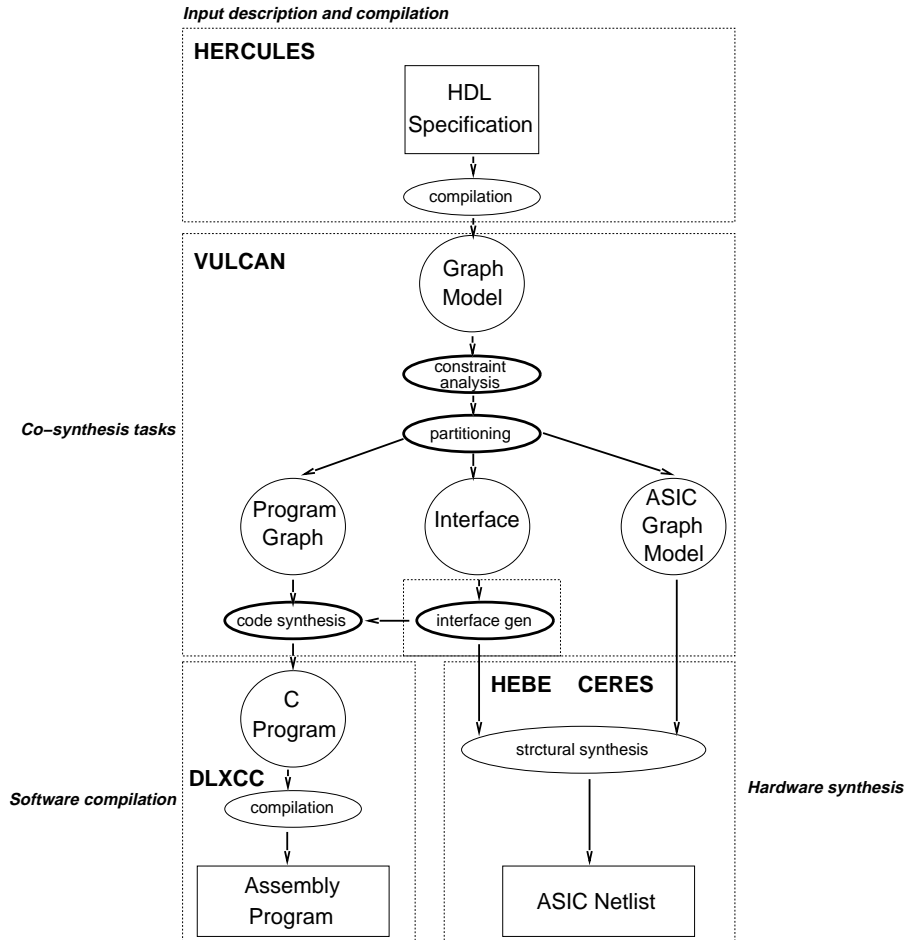 Input description and compilation
HERCULES
HDL
Specification
compilation
VULCAN
Graph
Model
constraint
analysis
Co-synthesis tasks
partitioning
Program
Graph
Interface
ASIC
Graph
Model
code synthesis
interface gen
HEBE CERES
C
Program
strctural synthesis
DLXCC
Software compilation
compilation
Hardware synthesis
Assembly
Program
ASIC Netlist